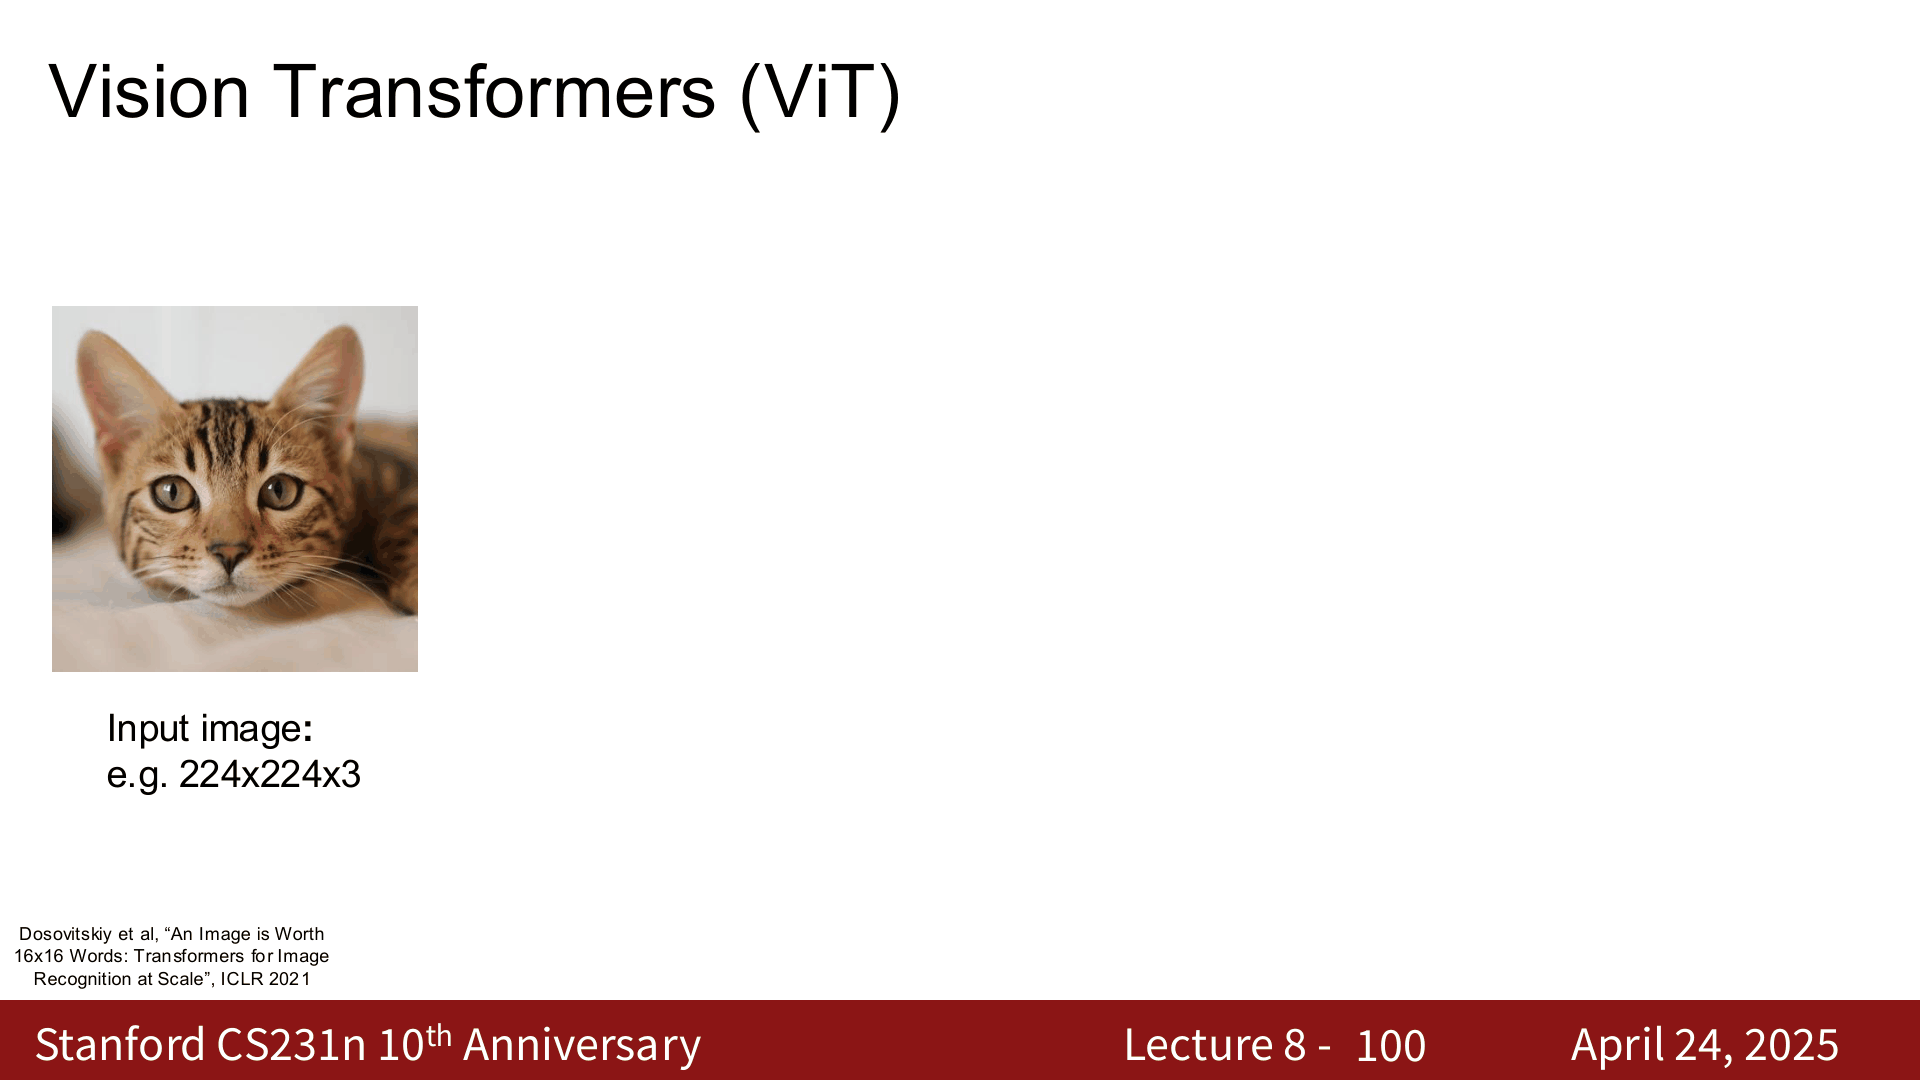 Vision Transformers (ViT)
Input image:
e.g. 224x224x3
Dosovitskiy et al, “An Image is Worth
16x16 Words: Transformers for Image
Recognition at Scale”, ICLR 2021
Stanford CS231n 10th Anniversary
Lecture 8 - 100
April 24, 2025